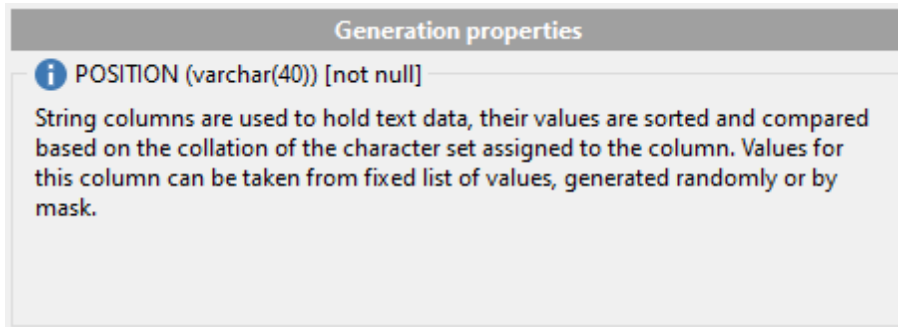 Generation properties
POSITION (varchar(40)) [not null]
String columns are used to hold text data, their values are sorted and compared
based on the collation of the character set assigned to the column. Values for
this column can be taken from fixed list of values, generated randomly or by
mask.